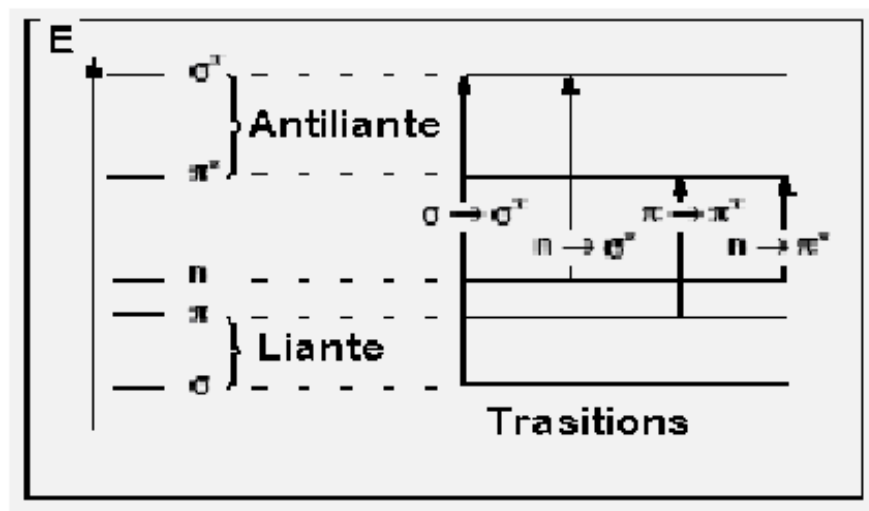 E
σ*
Antiliante
π*
σ → σ*
π → π*
n → σ*
n → π*
n
π
Liante
σ
Trasitions